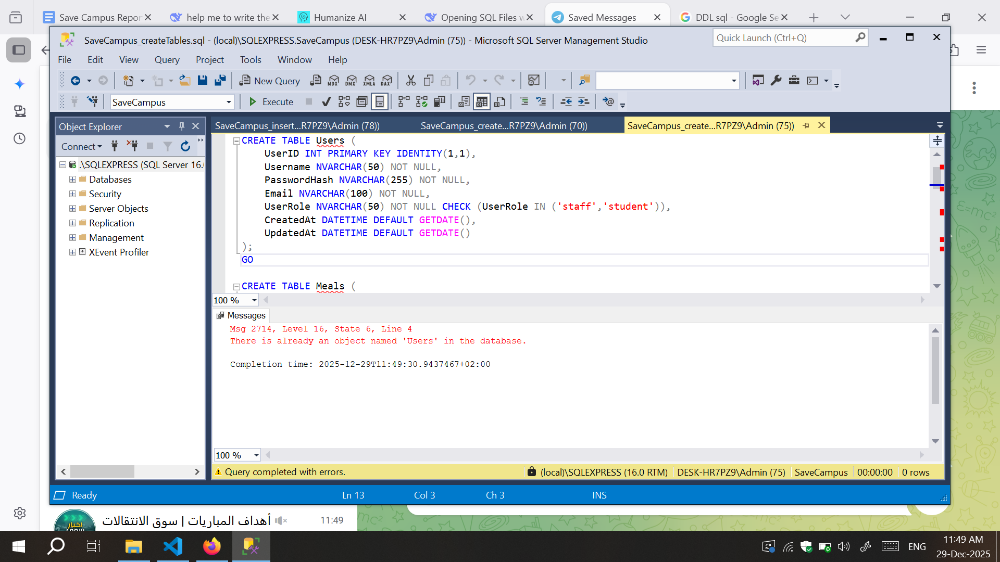 Save Campus Repor
help me to write the
Humanize AI
Opening SQL Files w
Saved Messages
DDL sql - Google Se
SaveCampus_createTables.sql - (local)\SQLEXPRESS.SaveCampus (DESK-HR7PZ9\Admin (75)) - Microsoft SQL Server Management Studio
Quick Launch (Ctrl+Q)
File Edit View Query Project Tools Window Help
New Query
MDX DMX XMLA DAX
SaveCampus
Execute
Object Explorer
SaveCampus_insert...R7PZ9\Admin (78))
SaveCampus_create...R7PZ9\Admin (70))
SaveCampus_create...R7PZ9\Admin (75))
Connect
.\SQLEXPRESS (SQL Server 16.
Databases
Security
Server Objects
Replication
Management
XEvent Profiler
CREATE TABLE Users (
UserID INT PRIMARY KEY IDENTITY(1,1),
Username NVARCHAR(50) NOT NULL,
PasswordHash NVARCHAR(255) NOT NULL,
Email NVARCHAR(100) NOT NULL,
UserRole NVARCHAR(50) NOT NULL CHECK (UserRole IN ('staff','student')),
CreatedAt DATETIME DEFAULT GETDATE(),
UpdatedAt DATETIME DEFAULT GETDATE()
);
GO
CREATE TABLE Meals (
100 %
Messages
Msg 2714, Level 16, State 6, Line 4
There is already an object named 'Users' in the database.
Completion time: 2025-12-29T11:49:30.9437467+02:00
100 %
Query completed with errors.
(local)\SQLEXPRESS (16.0 RTM)
DESK-HR7PZ9\Admin (75)
SaveCampus
00:00:00
0 rows
Ready
Ln 13
Col 3
Ch 3
INS
أهداف المباريات | سوق الانتقالات
11:49
ENG
11:49 AM
29-Dec-2025